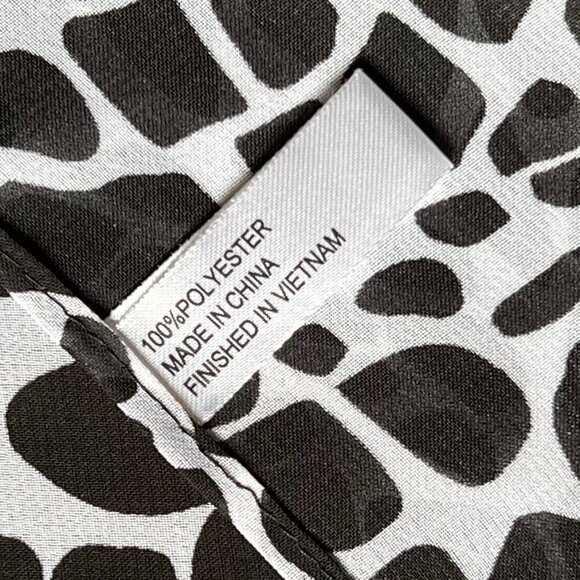 100%POLYESTER
MADE IN CHINA
FINISHED IN VIETNAM